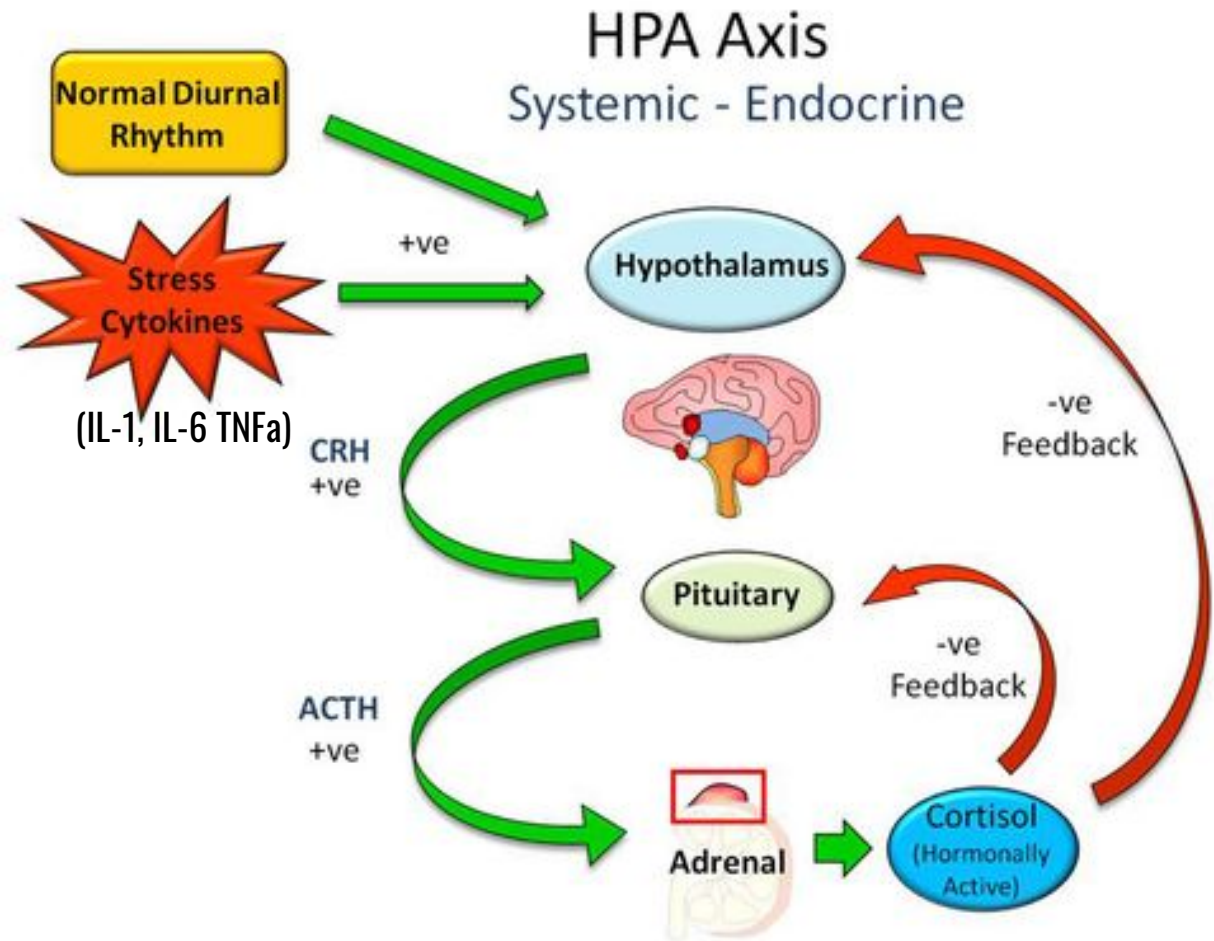 HPA Axis
Systemic - Endocrine
Normal Diurnal
Rhythm
+ve
Stress
Cytokines
(IL-1, IL-6 TNFa)
Hypothalamus
CRH
+ve
-ve
Feedback
Pituitary
-ve
Feedback
ACTH
+ve
Adrenal
Cortisol
(Hormonally
Active)